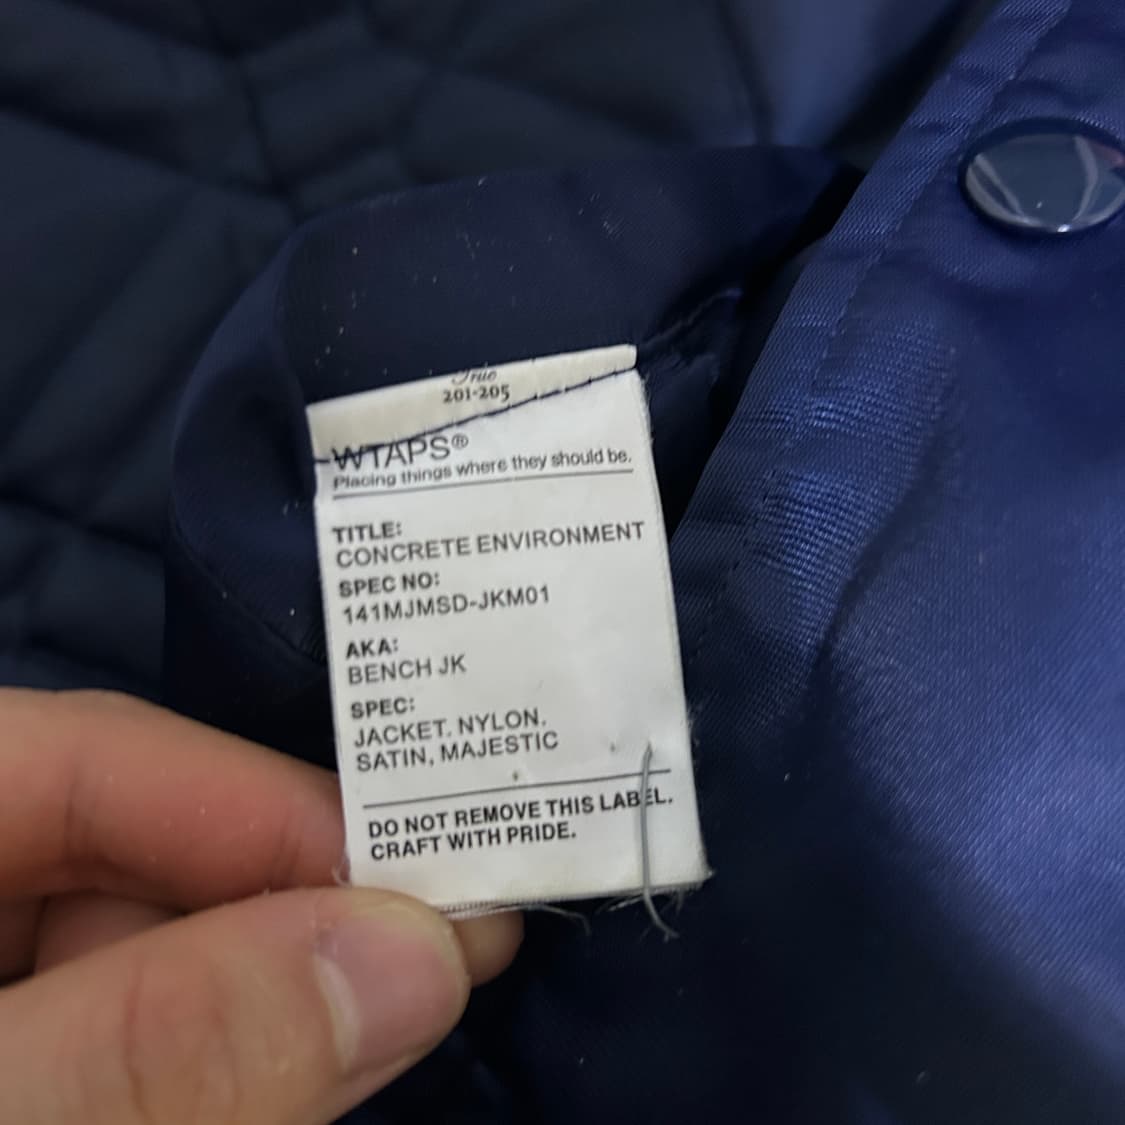 True
201-205
WTAPS®
Placing things where they should be.
TITLE:
CONCRETE ENVIRONMENT
SPEC NO:
141MJMSD-JKM01
AKA:
BENCH JK
SPEC:
JACKET. NYLON.
SATIN, MAJESTIC
DO NOT REMOVE THIS LABEL.
CRAFT WITH PRIDE.